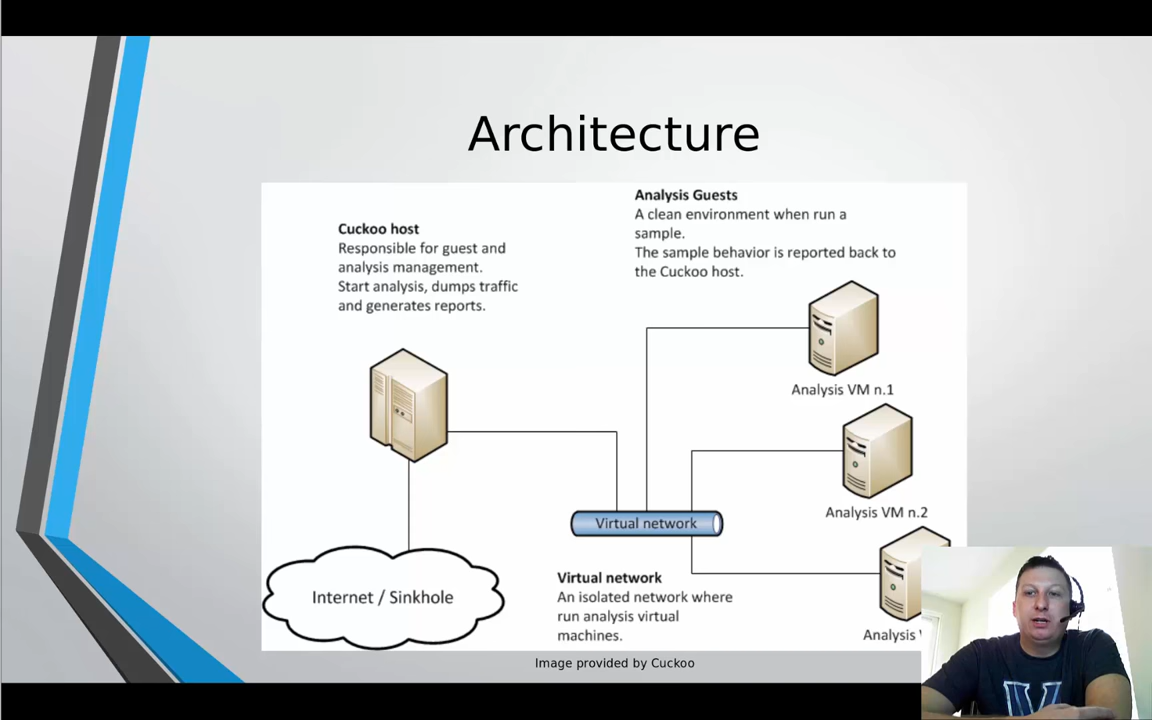 Architecture
Cuckoo host
Responsible for guest and
analysis management.
Start analysis, dumps traffic
and generates reports.
Analysis Guests
A clean environment when run a
sample.
The sample behavior is reported back to
the Cuckoo host.
Analysis VM n.1
Analysis VM n.2
Virtual network
Internet / Sinkhole
Virtual network
An isolated network where
run analysis virtual
machines.
Analysis
Image provided by Cuckoo